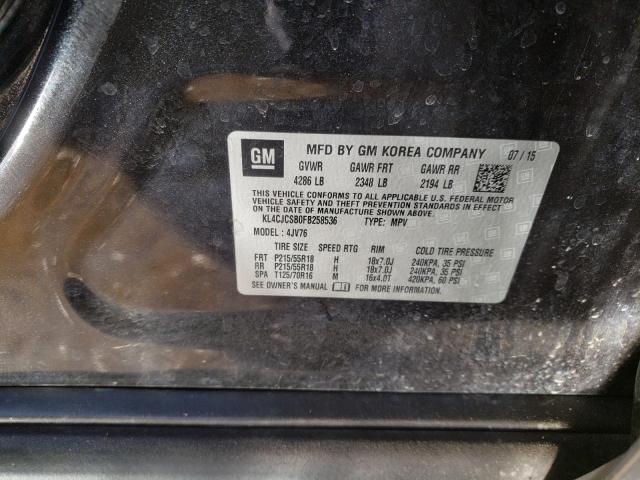 GM
MFD BY GM KOREA COMPANY 07 / 15
GVWR GAWR FRT GAWR RR
4286 LB 2348 LB 2194 LB
THIS VEHICLE CONFORMS TO ALL APPLICABLE U.S. FEDERAL MOTOR
VEHICLE SAFETY, BUMPER, AND THEFT PREVENTION STANDARDS IN
EFFECT ON THE DATE OF MANUFACTURE SHOWN ABOVE.
KL4CJCSB0FB258536 TYPE: MPV
MODEL: 4JV76
TIRE SIZE SPEED RTG RIM COLD TIRE PRESSURE
FRT P215/55R18 H 18x7.0J 240KPA, 35 PSI
RR P215/55R18 H 18x7.0J 240KPA, 35 PSI
SPA T125/70R16 M 16x4.0T 420KPA, 60 PSI
SEE OWNER'S MANUAL FOR MORE INFORMATION